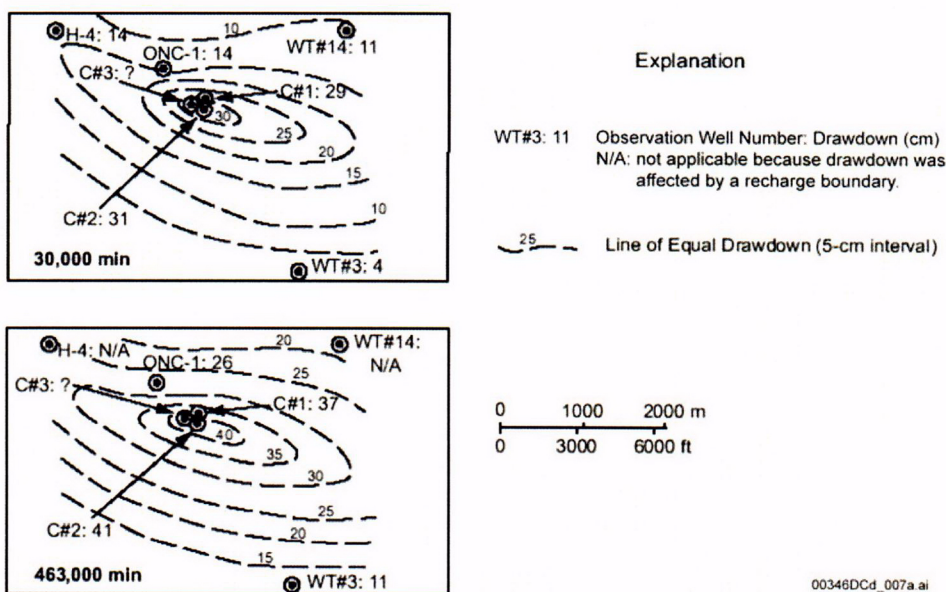 10
H-4: 14
WT#14: 11
ONC-1: 14
C#3: ?
C#1: 29
30
25
20
15
10
C#2: 31
30,000 min
WT#3: 4
Explanation
WT#3: 11 Observation Well Number: Drawdown (cm)
N/A: not applicable because drawdown was
affected by a recharge boundary.
25 Line of Equal Drawdown (5-cm interval)
20
H-4: N/A
WT#14:
N/A
ONC-1: 26
25
C#3: ?
C#1: 37
40
35
30
25
20
15
C#2: 41
463,000 min
WT#3: 11
0 1000 2000 m
0 3000 6000 ft
00346DCd_007a.ai